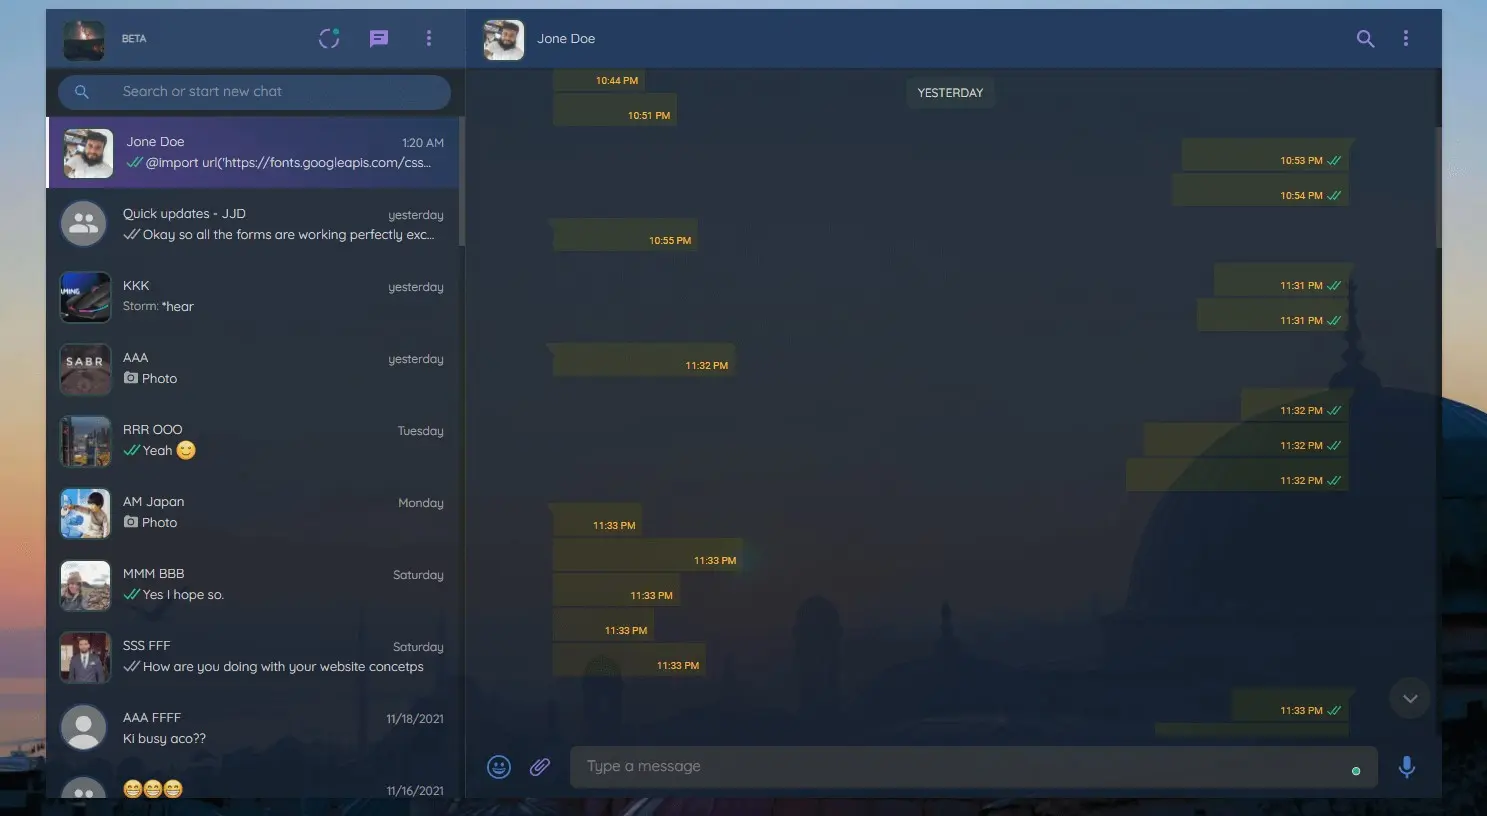 BETA
Search or start new chat
Jone Doe
1:20 AM
@import url('https://fonts.googleapis.com/css...
Quick updates - JJD
yesterday
Okay so all the forms are working perfectly exc...
KKK
yesterday
Storm: *hear
AAA
yesterday
SABR
Photo
RRR OOO
Tuesday
Yeah 😌
AM Japan
Monday
Photo
MMM BBB
Saturday
Yes I hope so.
SSS FFF
Saturday
How are you doing with your website concetps
AAA FFFF
11/18/2021
Ki busy aco??
😁😁😁
11/16/2021
Jone Doe
10:44 PM
YESTERDAY
10:51 PM
10:53 PM
10:54 PM
10:55 PM
11:31 PM
11:31 PM
11:32 PM
11:32 PM
11:32 PM
11:32 PM
11:33 PM
11:33 PM
11:33 PM
11:33 PM
11:33 PM
11:33 PM
Type a message